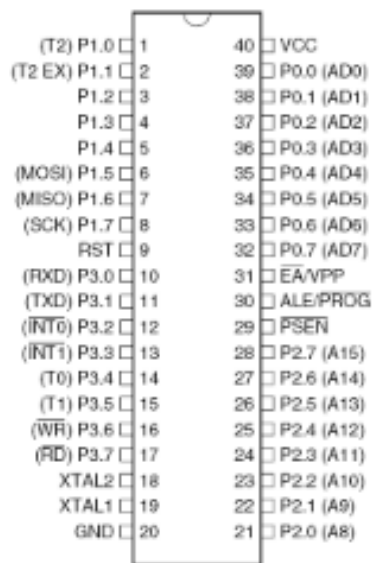 (T2) P1.0 1 40 VCC
(T2 EX) P1.1 2 39 P0.0 (AD0)
P1.2 3 38 P0.1 (AD1)
P1.3 4 37 P0.2 (AD2)
P1.4 5 36 P0.3 (AD3)
(MOSI) P1.5 6 35 P0.4 (AD4)
(MISO) P1.6 7 34 P0.5 (AD5)
(SCK) P1.7 8 33 P0.6 (AD6)
RST 9 32 P0.7 (AD7)
(RXD) P3.0 10 31 E̅A̅/VPP
(TXD) P3.1 11 30 ALE/P̅R̅O̅G̅
(I̅N̅T̅0̅) P3.2 12 29 P̅S̅E̅N̅
(I̅N̅T̅1̅) P3.3 13 28 P2.7 (A15)
(T0) P3.4 14 27 P2.6 (A14)
(T1) P3.5 15 26 P2.5 (A13)
(W̅R̅) P3.6 16 25 P2.4 (A12)
(R̅D̅) P3.7 17 24 P2.3 (A11)
XTAL2 18 23 P2.2 (A10)
XTAL1 19 22 P2.1 (A9)
GND 20 21 P2.0 (A8)